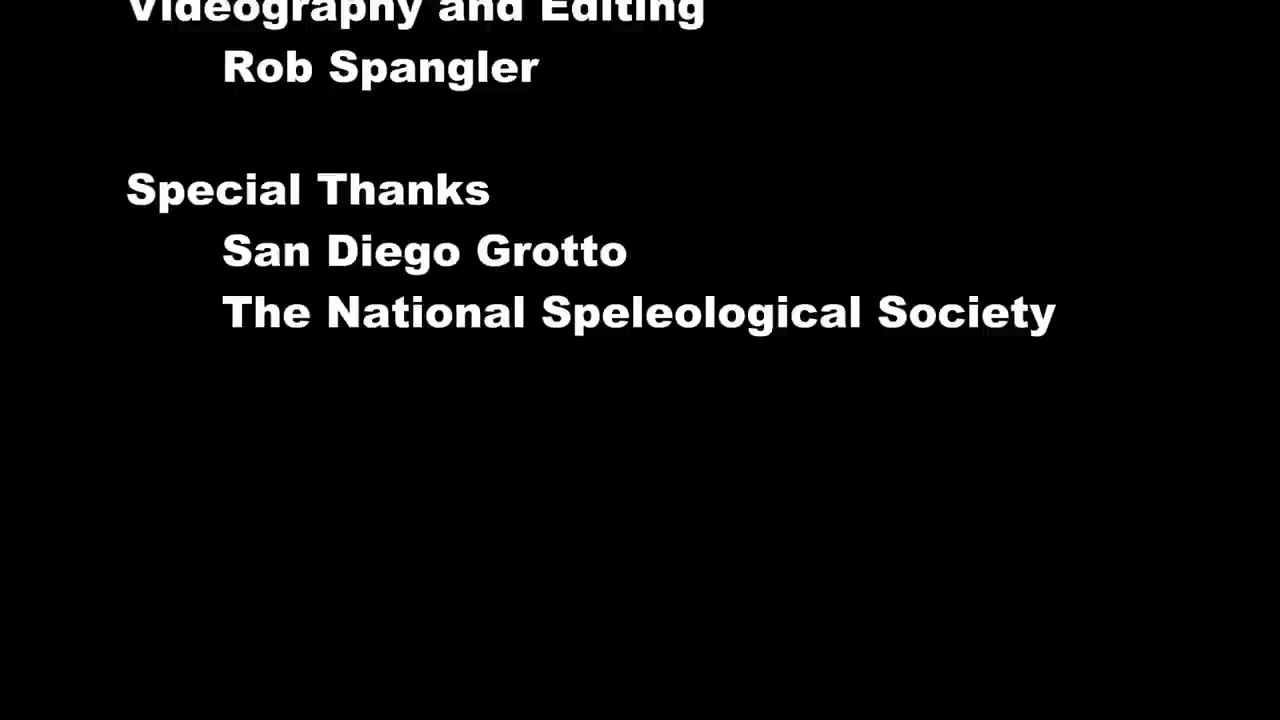 Videography and Editing
Rob Spangler
Special Thanks
San Diego Grotto
The National Speleological Society